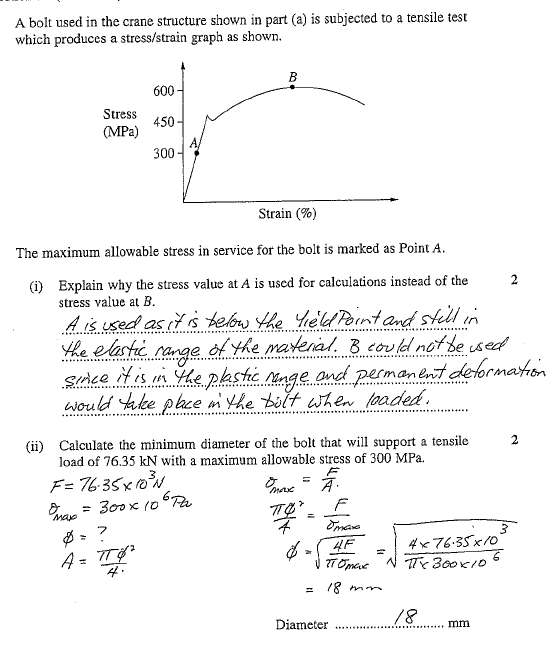 A bolt used in the crane structure shown in part (a) is subjected to a tensile test
which produces a stress/strain graph as shown.
B
600
Stress
(MPa)
450
A
300
Strain (%)
The maximum allowable stress in service for the bolt is marked as Point A.
(i) Explain why the stress value at A is used for calculations instead of the 2
stress value at B.
A is used as it is below the Yield Point and still in
the elastic range of the material. B could not be used
since it is in the plastic range and permanent deformation
would take place in the bolt when loaded.
(ii) Calculate the minimum diameter of the bolt that will support a tensile 2
load of 76.35 kN with a maximum allowable stress of 300 MPa.
F = 76.35 x 10³ N
σmax = 300 x 10⁶ Pa
ø = ?
A = πø²/4.
σmax = F/A.
πø²/4 = F/σmax
ø = √(4F/πσmax) = √(4 x 76.35 x 10³/π x 300 x 10⁶)
= 18 mm
Diameter 18 mm